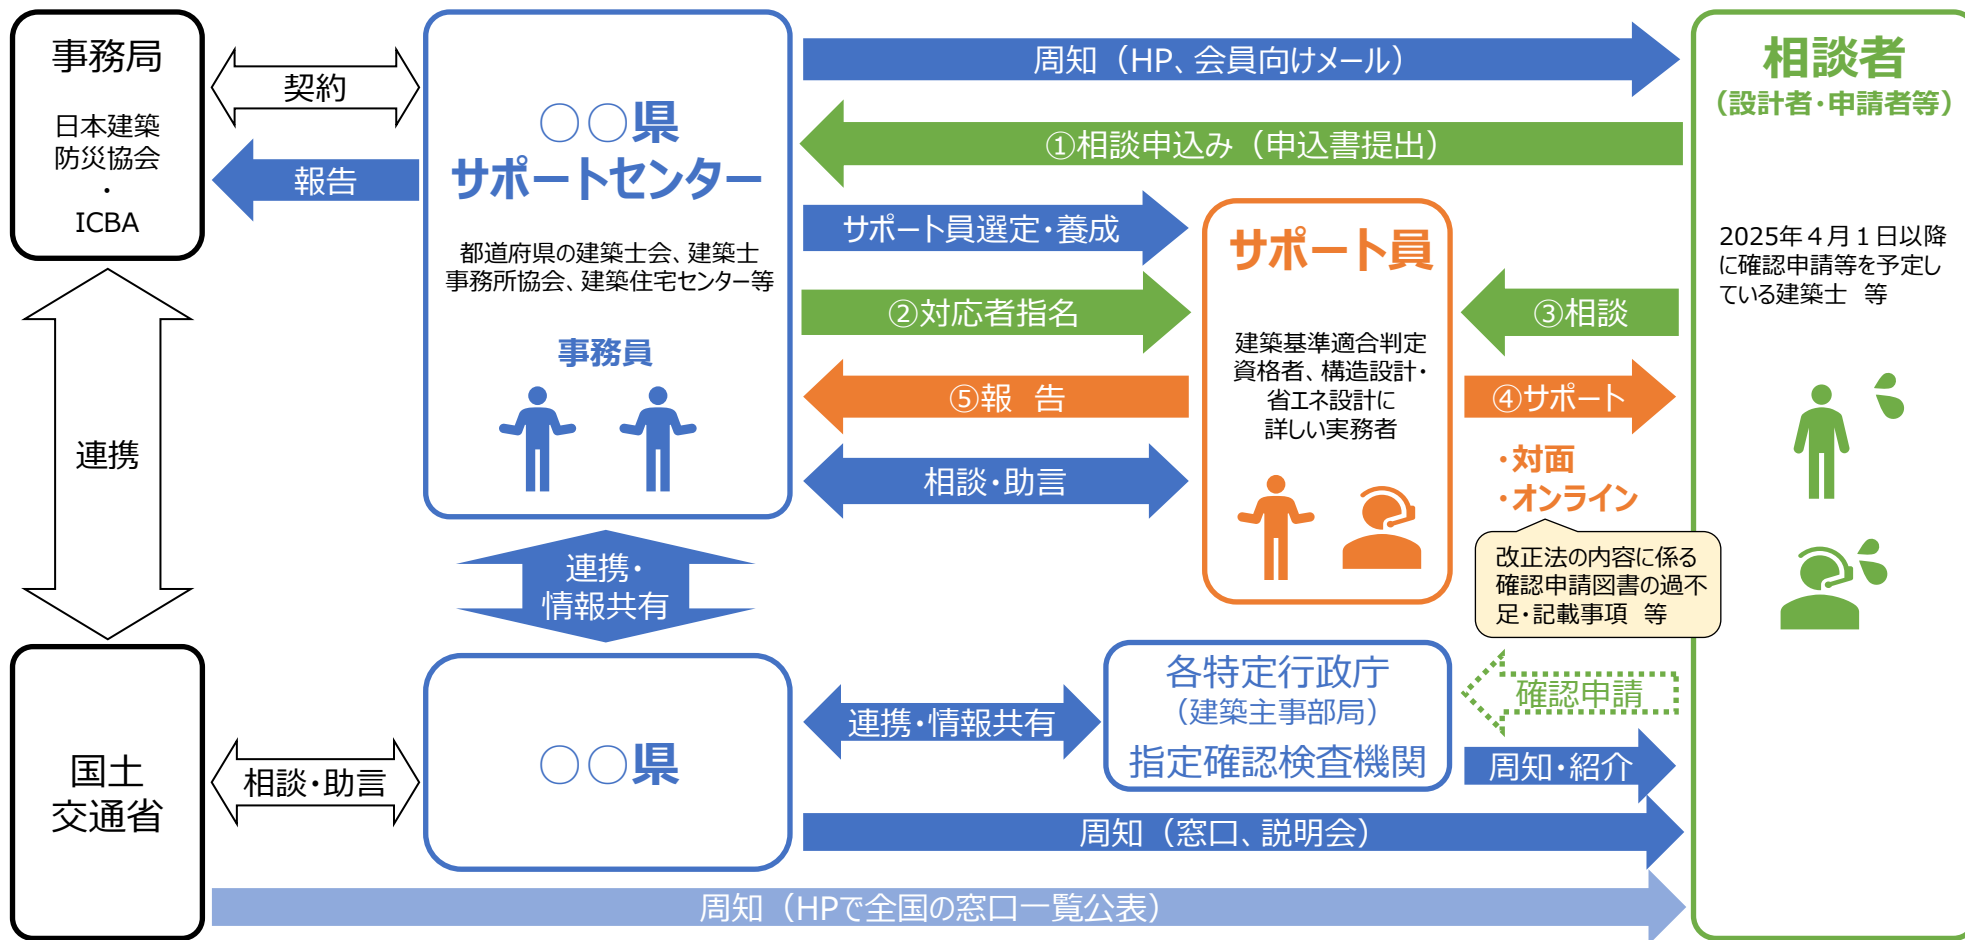 事務局
日本建築
防災協会
・
ICBA
契約
報告
○○県
サポートセンター
都道府県の建築士会、建築士
事務所協会、建築住宅センター等
事務員
周知（HP、会員向けメール）
①相談申込み（申込書提出）
サポート員選定・養成
②対応者指名
⑤報　告
相談・助言
サポート員
建築基準適合判定
資格者、構造設計・
省エネ設計に
詳しい実務者
③相談
④サポート
・対面
・オンライン
改正法の内容に係る
確認申請図書の過不
足・記載事項　等
相談者
（設計者・申請者等）
2025年４月１日以降
に確認申請等を予定し
ている建築士　等
連携
連携・
情報共有
国土
交通省
相談・助言
○○県
連携・情報共有
各特定行政庁
（建築主事部局）
指定確認検査機関
確認申請
周知・紹介
周知（窓口、説明会）
周知（HPで全国の窓口一覧公表）